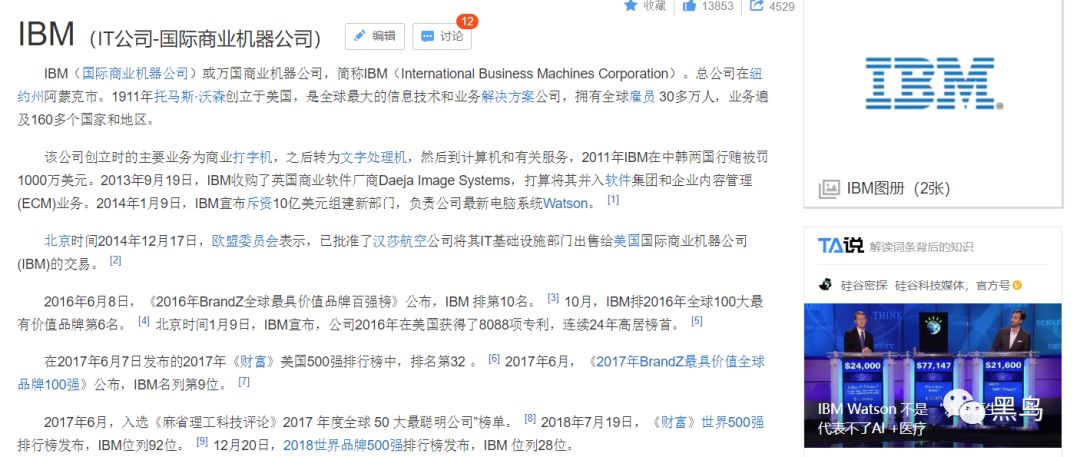 收藏 13853 4529
IBM（IT公司-国际商业机器公司） 编辑 讨论 12
IBM（国际商业机器公司）或万国商业机器公司，简称IBM（International Business Machines Corporation）。总公司在纽
约州阿蒙克市。1911年托马斯·沃森创立于美国，是全球最大的信息技术和业务解决方案公司，拥有全球雇员 30多万人，业务遍
及160多个国家和地区。
该公司创立时的主要业务为商业打字机，之后转为文字处理机，然后到计算机和有关服务，2011年IBM在中韩两国行贿被罚
1000万美元。2013年9月19日，IBM收购了英国商业软件厂商Daeja Image Systems，打算将其并入软件集团和企业内容管理
(ECM)业务。2014年1月9日，IBM宣布斥资10亿美元组建新部门，负责公司最新电脑系统Watson。 [1]
北京时间2014年12月17日，欧盟委员会表示，已批准了汉莎航空公司将其IT基础设施部门出售给美国国际商业机器公司
(IBM)的交易。 [2]
2016年6月8日，《2016年BrandZ全球最具价值品牌百强榜》公布，IBM 排第10名。 [3] 10月，IBM排2016年全球100大最
有价值品牌第6名。 [4] 北京时间1月9日，IBM宣布，公司2016年在美国获得了8088项专利，连续24年高居榜首。 [5]
在2017年6月7日发布的2017年《财富》美国500强排行榜中，排名第32 。 [6] 2017年6月，《2017年BrandZ最具价值全球
品牌100强》公布，IBM名列第9位。 [7]
2017年6月，入选《麻省理工科技评论》2017 年度全球 50 大最聪明公司"榜单。 [8] 2018年7月19日，《财富》世界500强
排行榜发布，IBM位列92位。 [9] 12月20日，2018世界品牌500强排行榜发布，IBM 位列28位。
IBM®
IBM图册（2张）
TA说 解读词条背后的知识
硅谷密探 硅谷科技媒体，官方号
THINK
$24,000 $77,147 $21,600
IBM Watson 不是
代表不了AI +医疗
黑鸟